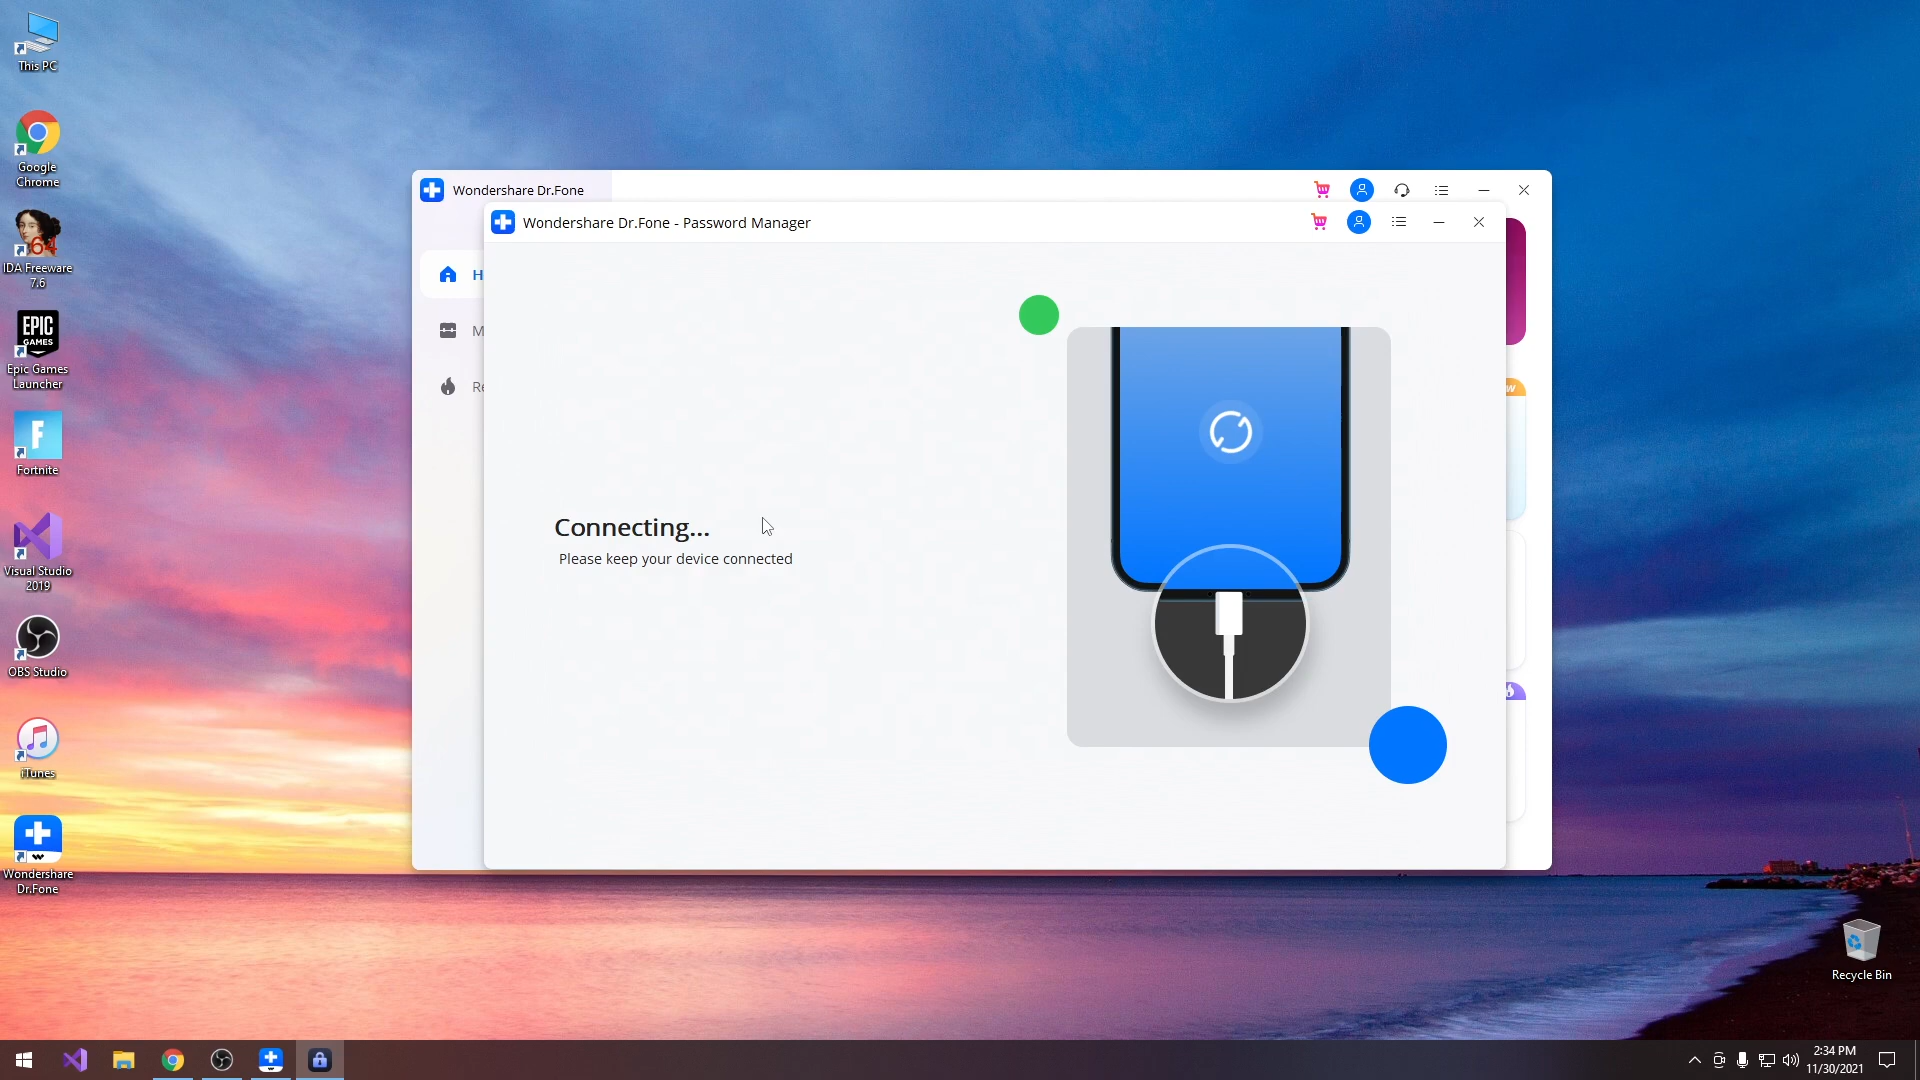 This PC
Google
Chrome
64
IDA Freeware
7.6
EPIC
GAMES
Epic Games
Launcher
F
Fortnite
Visual Studio
2019
OBS Studio
iTunes
Wondershare
Dr.Fone
Wondershare Dr.Fone
Wondershare Dr.Fone - Password Manager
H
M
Re
W
Connecting...
Please keep your device connected
Recycle Bin
2:34 PM
11/30/2021